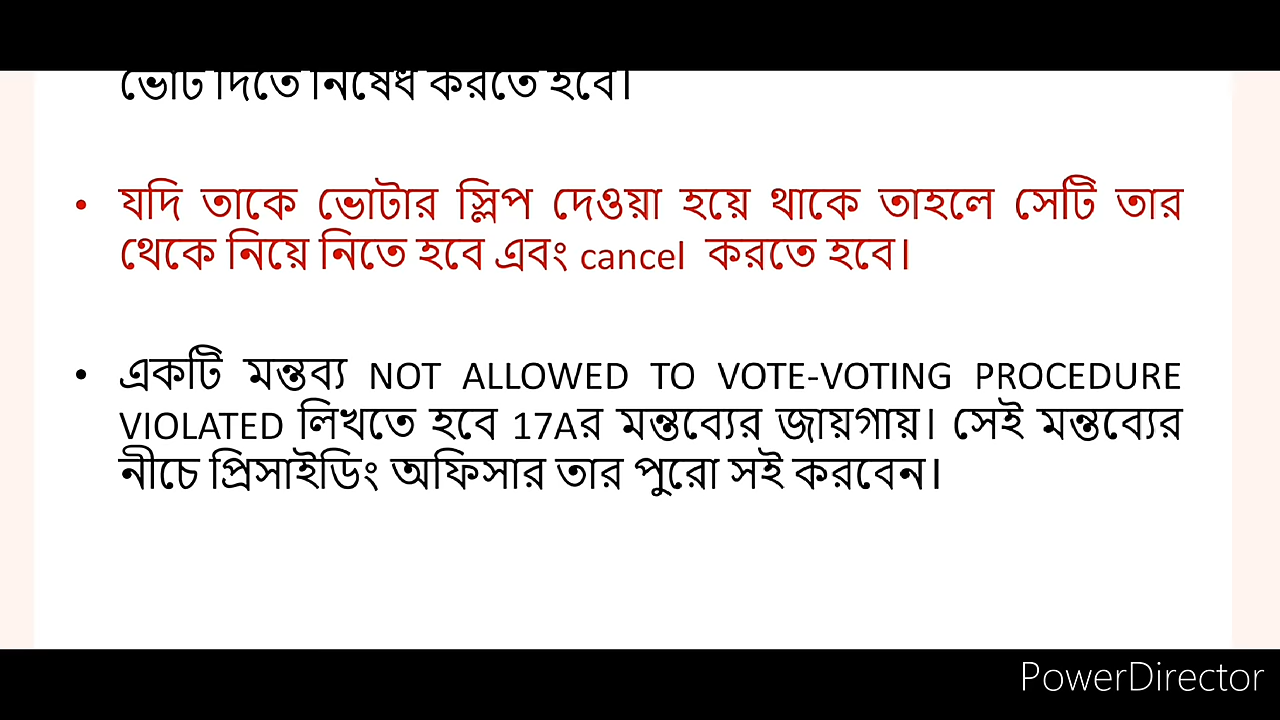 ভোট দিতে নিষেধ করতে হবে।
• যদি তাকে ভোটার স্লিপ দেওয়া হয়ে থাকে তাহলে সেটি তার
থেকে নিয়ে নিতে হবে এবং cancel করতে হবে।
• একটি মন্তব্য NOT ALLOWED TO VOTE-VOTING PROCEDURE
VIOLATED লিখতে হবে 17Aর মন্তব্যের জায়গায়। সেই মন্তব্যের
নীচে প্রিসাইডিং অফিসার তার পুরো সই করবেন।
PowerDirector